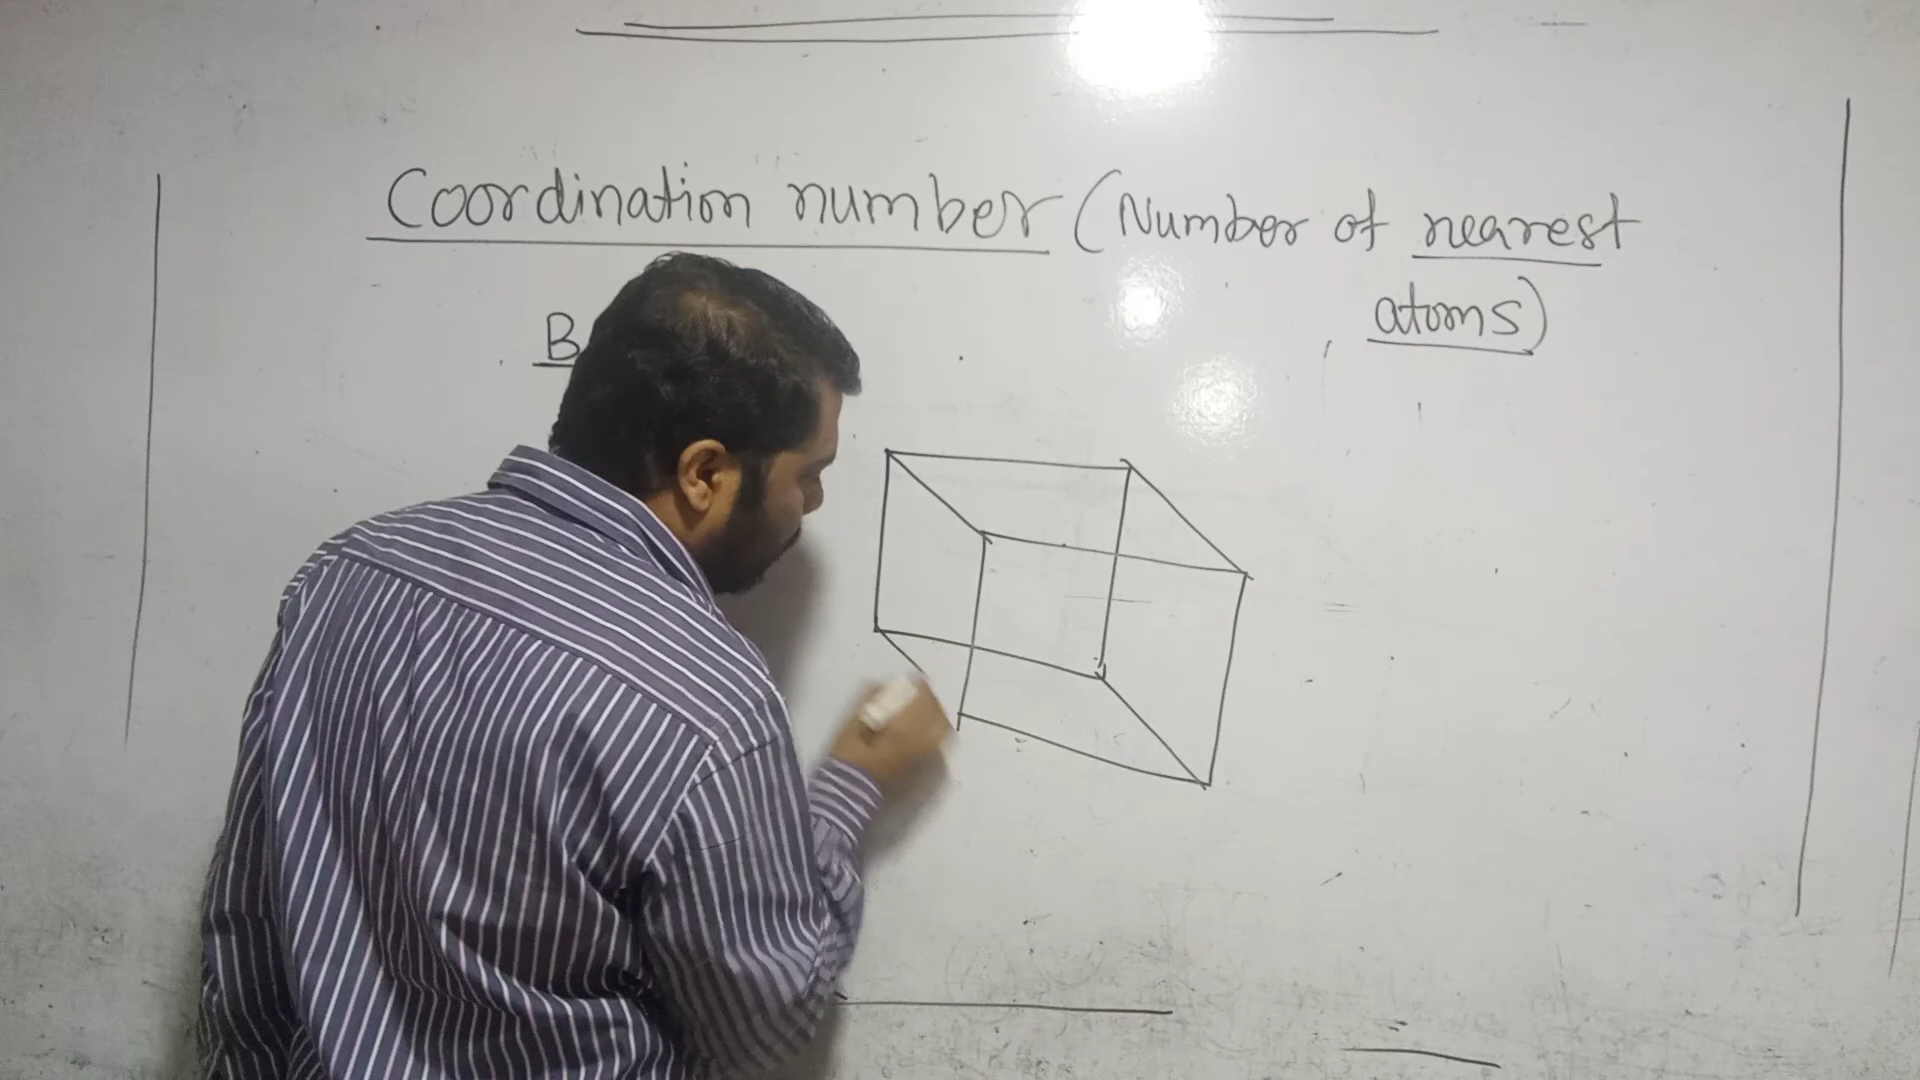 Coordination number (Number of nearest
atoms)
B